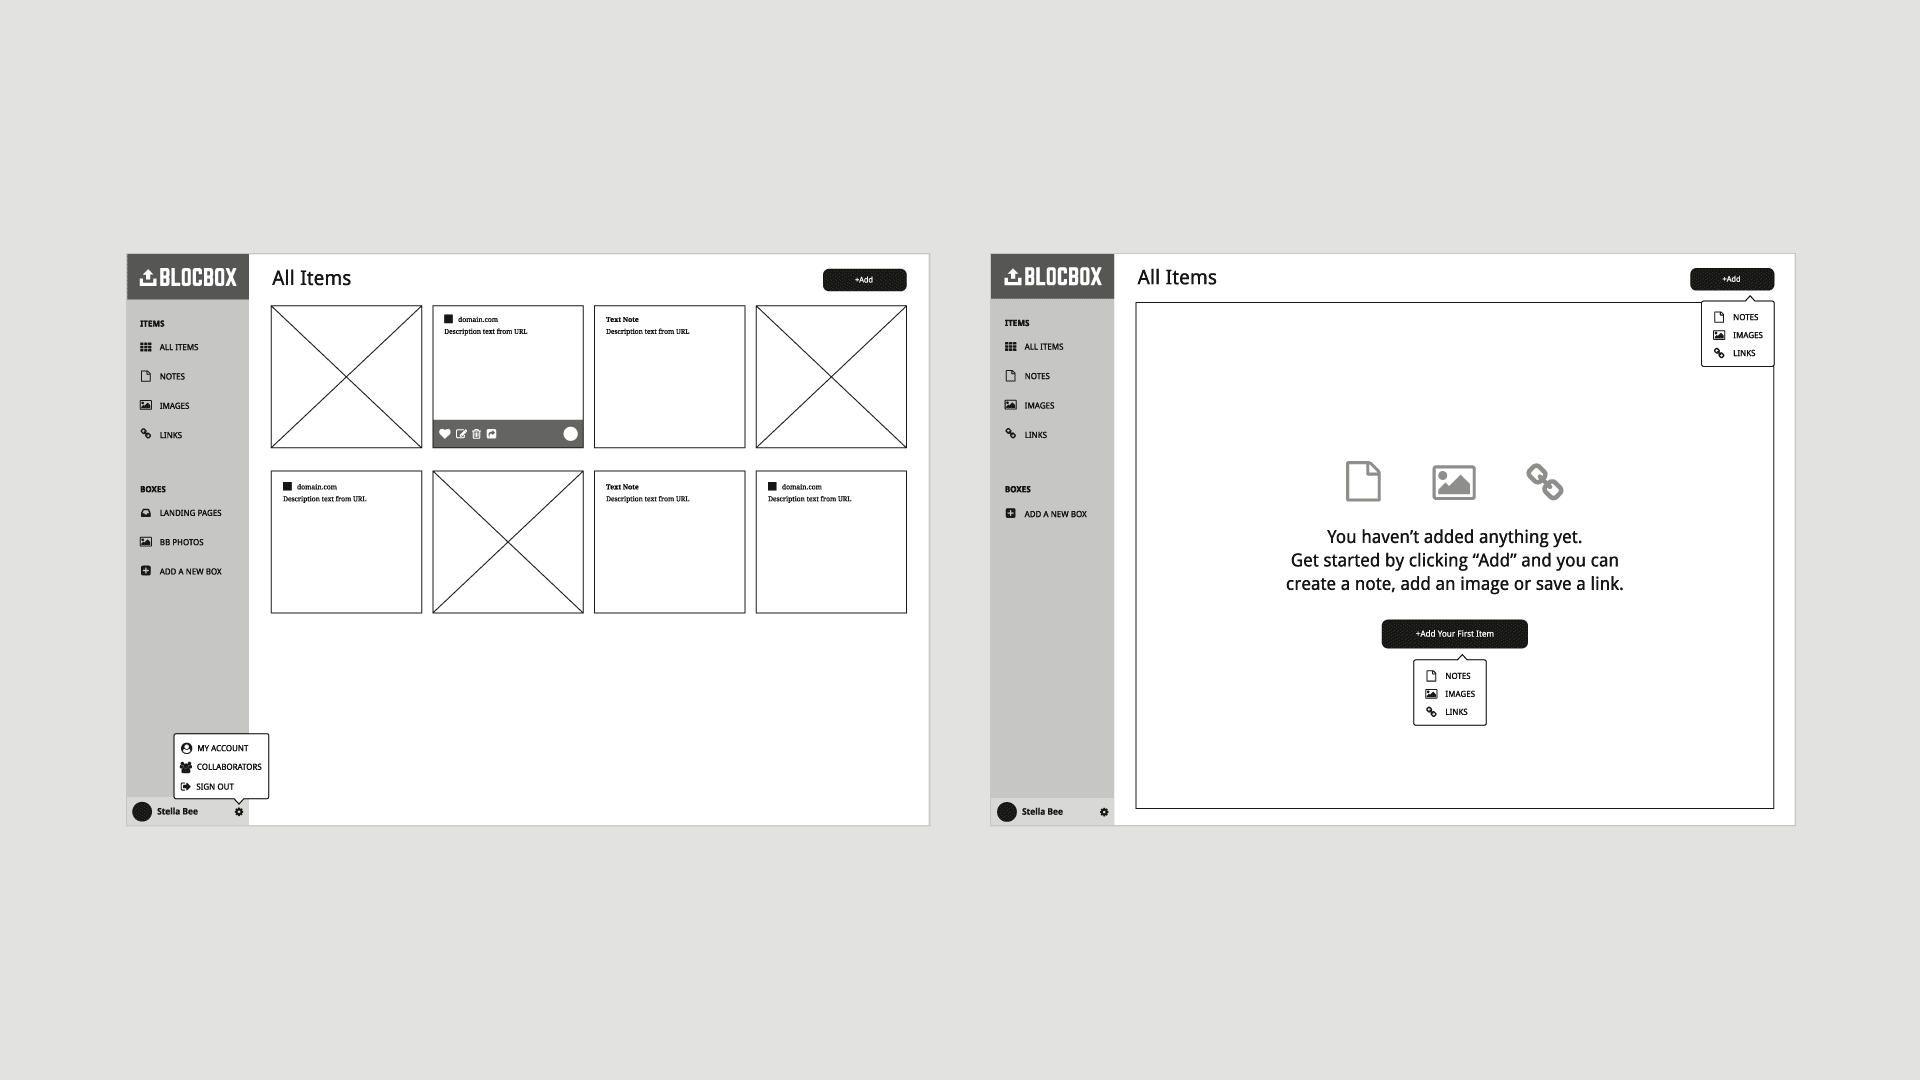 BLOCBOX
ITEMS
ALL ITEMS
NOTES
IMAGES
LINKS
BOXES
LANDING PAGES
BB PHOTOS
ADD A NEW BOX
MY ACCOUNT
COLLABORATORS
SIGN OUT
Stella Bee
All Items
+Add
domain.com
Description text from URL
Text Note
Description text from URL
domain.com
Description text from URL
Text Note
Description text from URL
domain.com
Description text from URL
BLOCBOX
ITEMS
ALL ITEMS
NOTES
IMAGES
LINKS
BOXES
ADD A NEW BOX
Stella Bee
All Items
+Add
NOTES
IMAGES
LINKS
You haven’t added anything yet.
Get started by clicking “Add” and you can
create a note, add an image or save a link.
+Add Your First Item
NOTES
IMAGES
LINKS